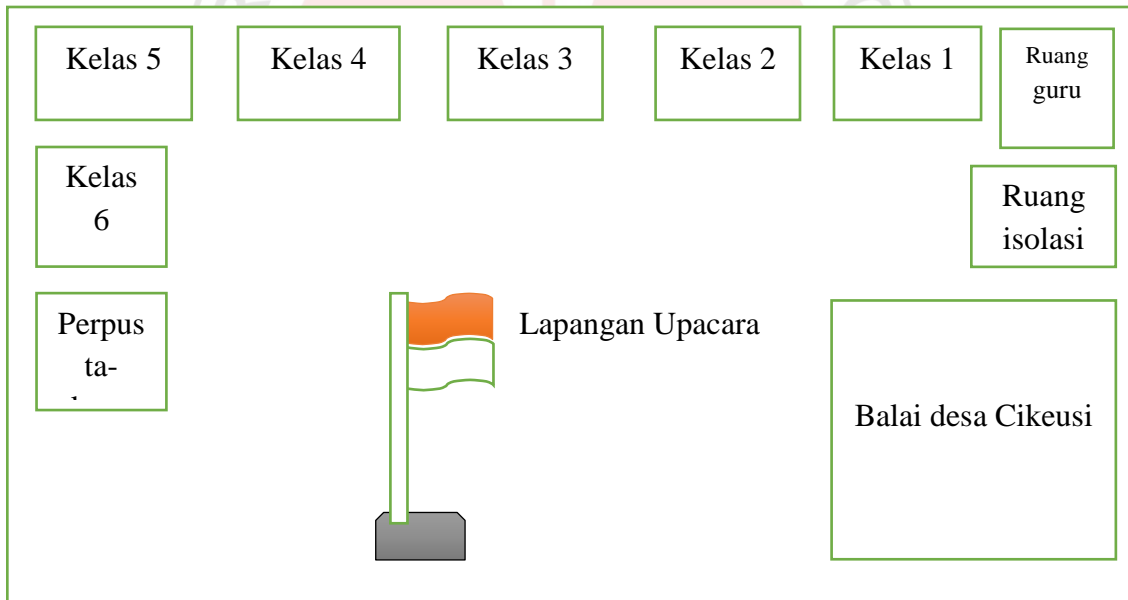 Kelas 5
Kelas 4
Kelas 3
Kelas 2
Kelas 1
Ruang
guru
Kelas
6
Ruang
isolasi
Perpus
ta-
Lapangan Upacara
Balai desa Cikeusi